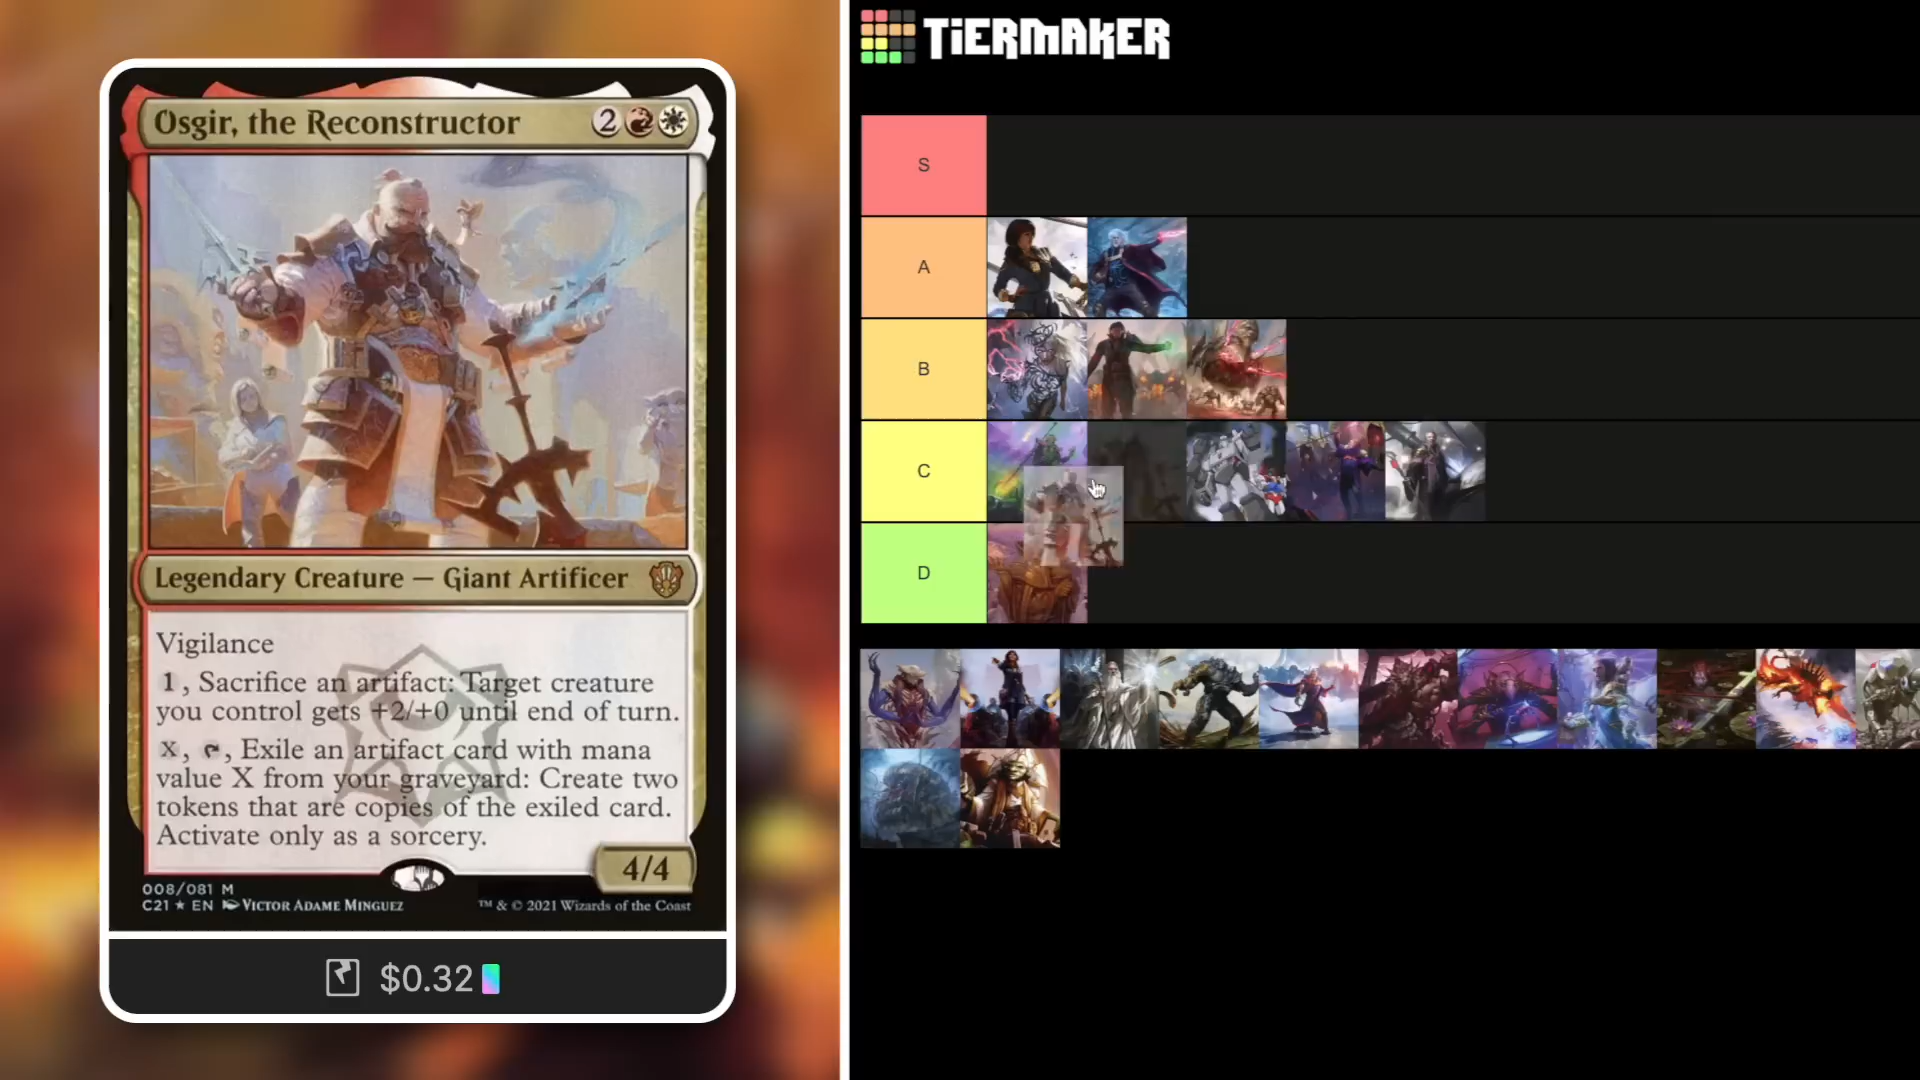 Osgir, the Reconstructor 2
Legendary Creature — Giant Artificer
Vigilance
1, Sacrifice an artifact: Target creature
you control gets +2/+0 until end of turn.
X, , Exile an artifact card with mana
value X from your graveyard: Create two
tokens that are copies of the exiled card.
Activate only as a sorcery.
4/4
008/081 M
C21 ★ EN Victor Adame Minguez
™ & © 2021 Wizards of the Coast
$0.32
TiERMAKER
S
A
B
C
D